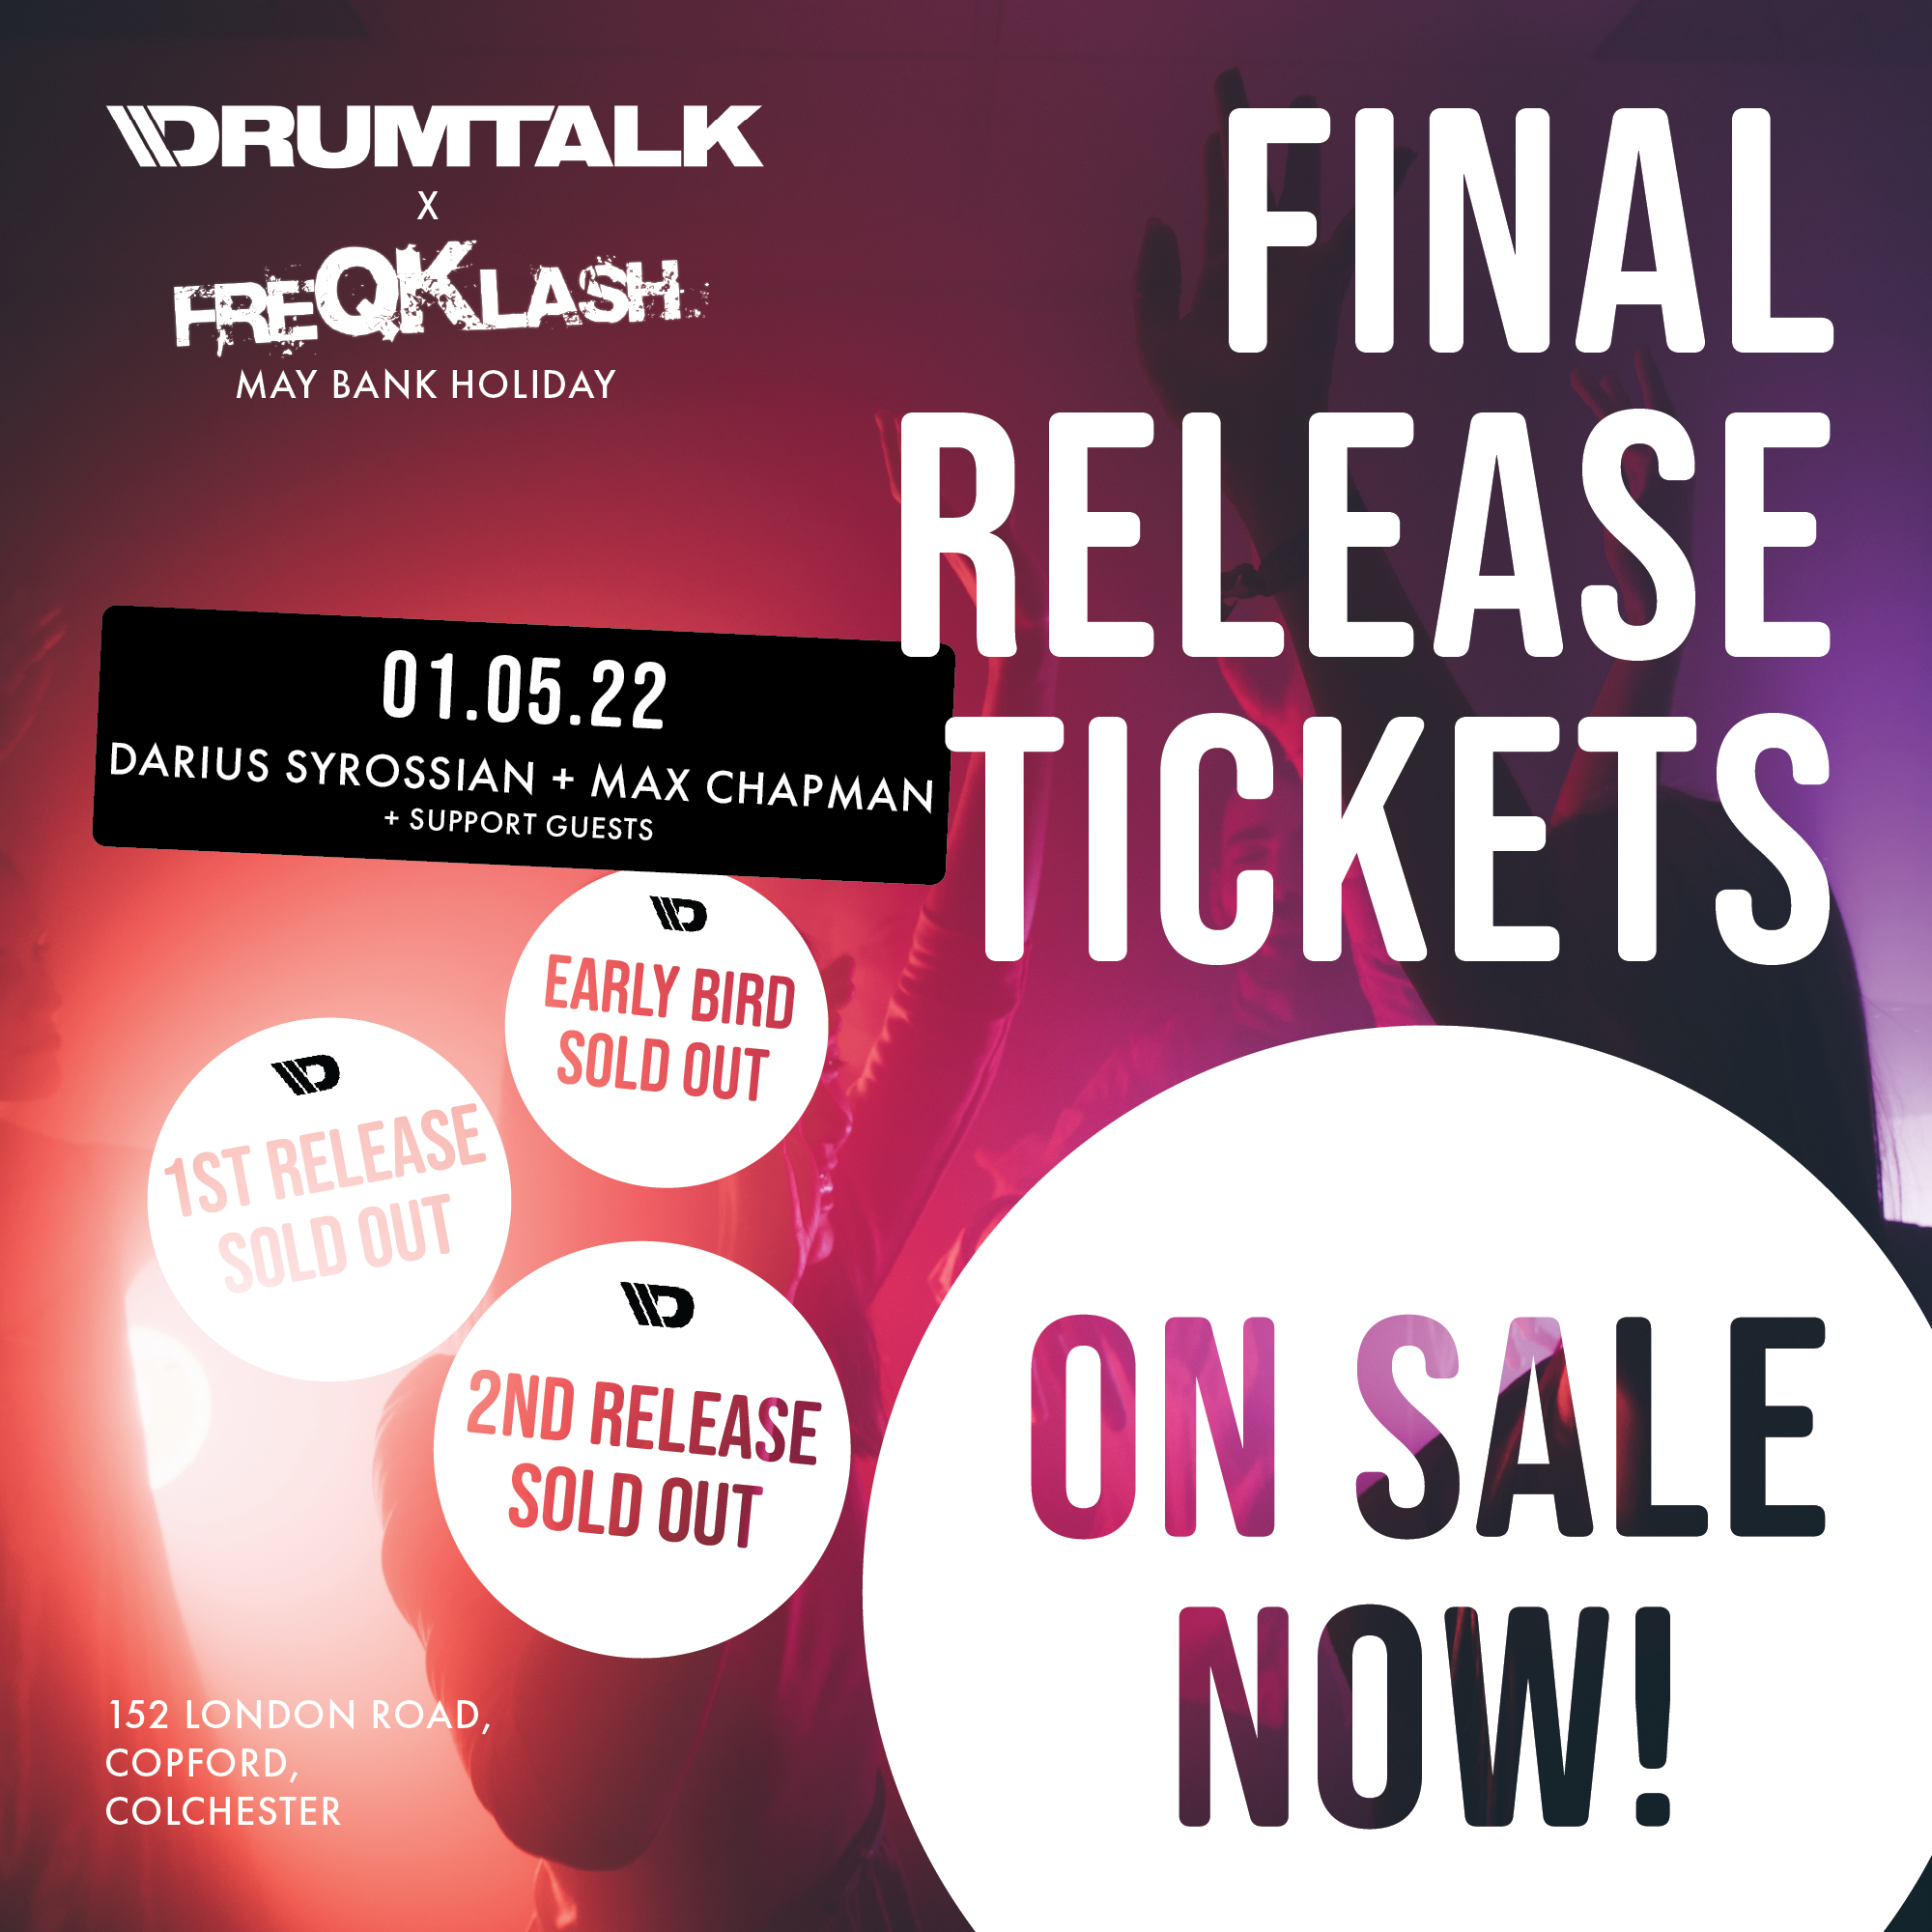 DRUMTALK
X
FREQKLASH
MAY BANK HOLIDAY
FINAL
RELEASE
TICKETS
01.05.22
DARIUS SYROSSIAN + MAX CHAPMAN
+ SUPPORT GUESTS
D
EARLY BIRD
SOLD OUT
D
1ST RELEASE
SOLD OUT
D
2ND RELEASE
SOLD OUT
ON SALE
NOW!
152 LONDON ROAD,
COPFORD,
COLCHESTER